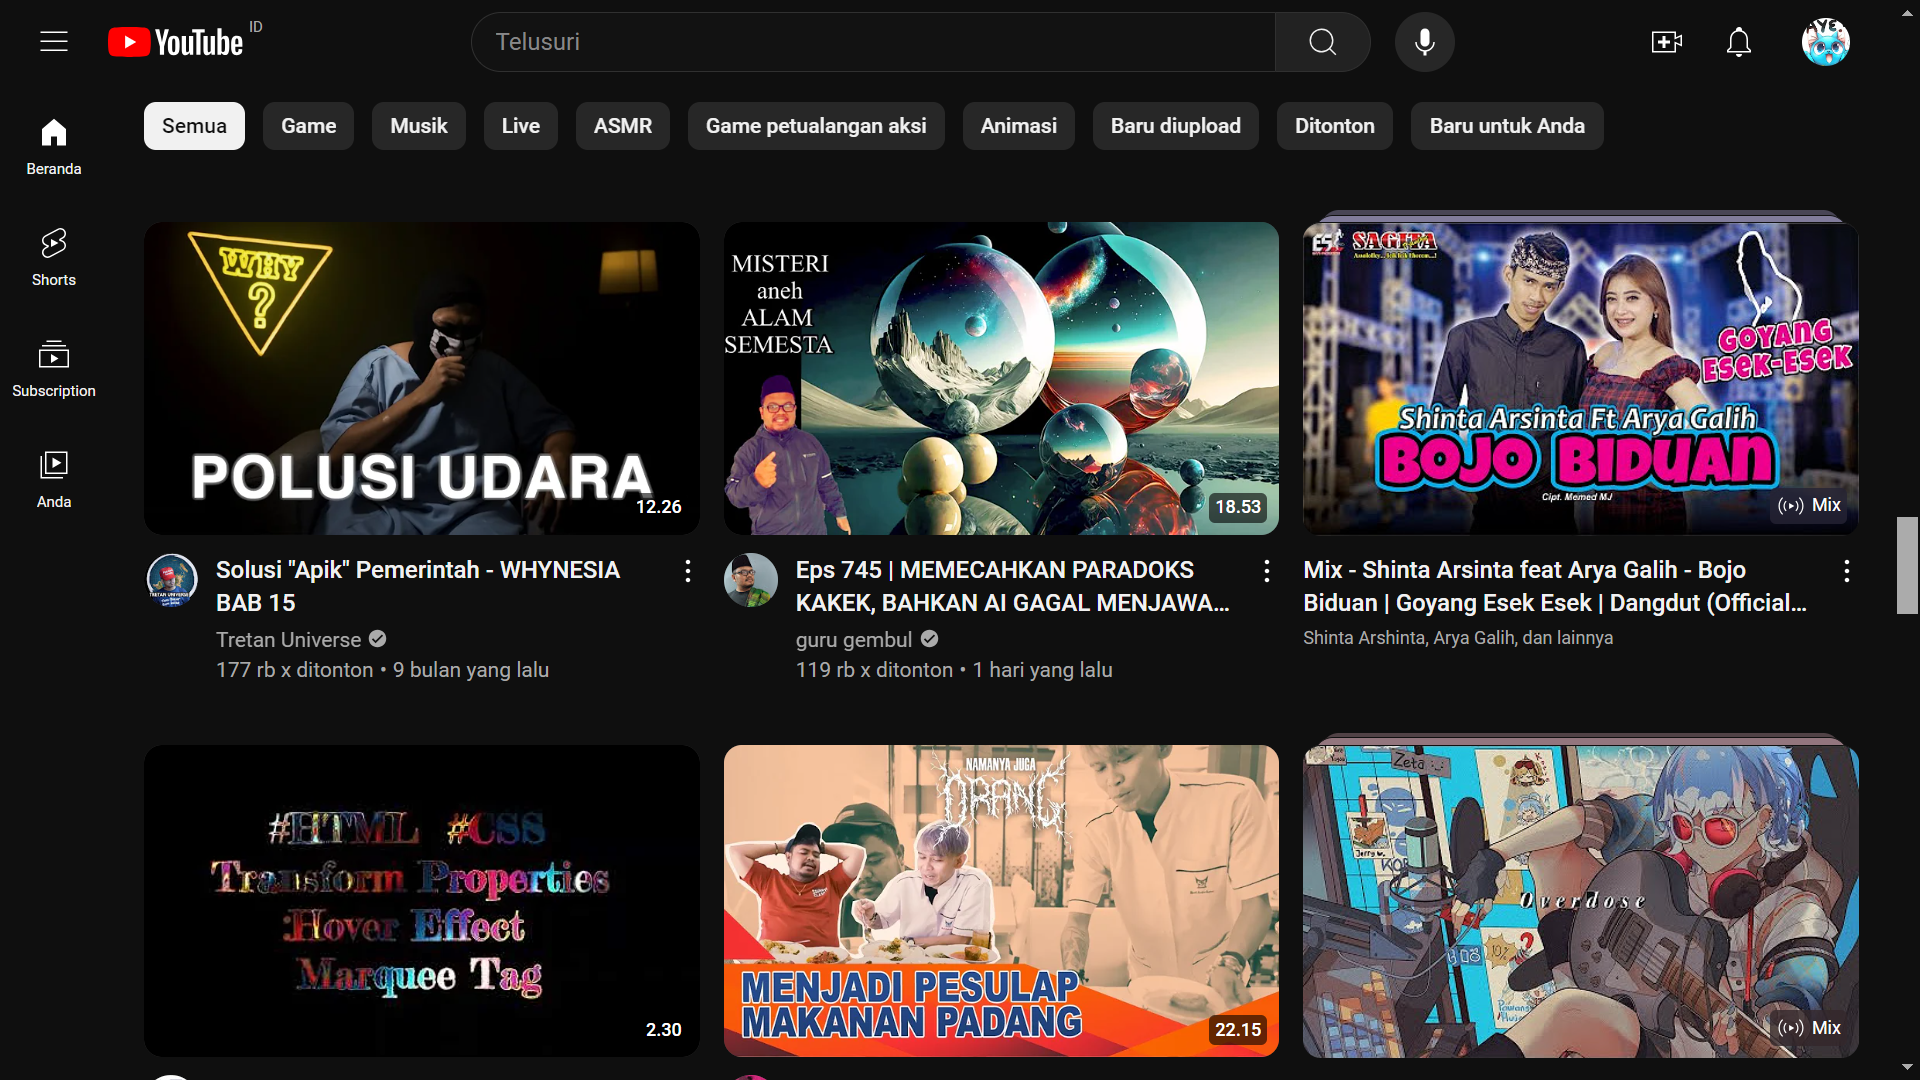 YouTube ID
Telusuri
Semua
Game
Musik
Live
ASMR
Game petualangan aksi
Animasi
Baru diupload
Ditonton
Baru untuk Anda
Beranda
Shorts
Subscription
Anda
WHY
?
POLUSI UDARA
12.26
Solusi "Apik" Pemerintah - WHYNESIA
BAB 15
Tretan Universe
177 rb x ditonton • 9 bulan yang lalu
MISTERI
aneh
ALAM
SEMESTA
18.53
Eps 745 | MEMECAHKAN PARADOKS
KAKEK, BAHKAN AI GAGAL MENJAWA...
guru gembul
119 rb x ditonton • 1 hari yang lalu
SAGITA
GOYANG
ESEK-ESEK
Shinta Arsinta Ft Arya Galih
BOJO BIDUAN
Cipt. Memed MJ
Mix
Mix - Shinta Arsinta feat Arya Galih - Bojo
Biduan | Goyang Esek Esek | Dangdut (Official...
Shinta Arshinta, Arya Galih, dan lainnya
#HTML #CSS
Transform Properties
:Hover Effect
Marquee Tag
2.30
NAMANYA JUGA
ORANG
MENJADI PESULAP
MAKANAN PADANG
22.15
Zeta
Overdose
Mix